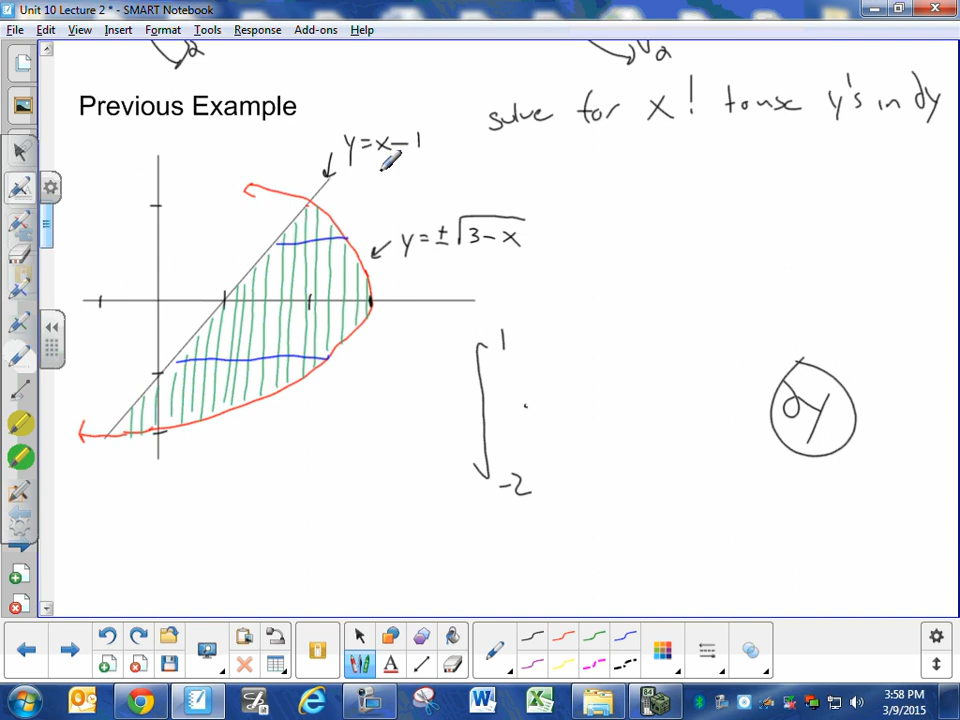 Unit 10 Lecture 2 * - SMART Notebook
File Edit View Insert Format Tools Response Add-ons Help
Previous Example
solve for x! to use y's in dy
y=x-1
y=±√3-x
∫
1
-2
dy
A
W
X
84
3:58 PM
3/9/2015